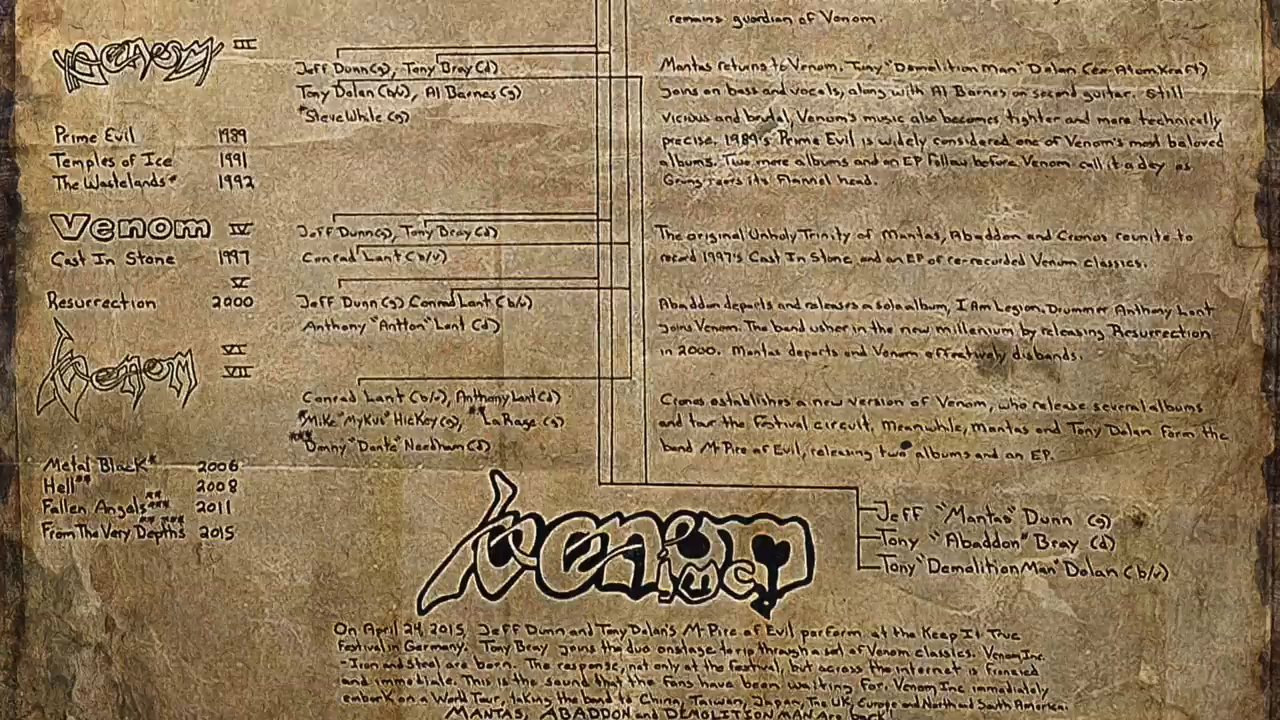 remains guardian of Venom.
Venom III
Jeff Dunn (g), Tony Bray (d)
Tony Dolan (b/v), Al Barnes (g)
*Steve White (g)
Prime Evil 1989
Temples of Ice 1991
The Wastelands* 1992
Mantas returns to Venom. Tony "Demolition Man" Dolan (ex-Atomkraft)
joins on bass and vocals, along with Al Barnes on second guitar. Still
vicious and brutal, Venom's music also becomes tighter and more technically
precise. 1989's Prime Evil is widely considered one of Venom's most beloved
albums. Two more albums and an EP follow before Venom call it a day as
Grung rears its flannel head.
Venom IV
Cast In Stone 1997
Jeff Dunn (g), Tony Bray (d)
Conrad Lant (b/v)
The original Unholy Trinity of Mantas, Abaddon and Cronos reunite to
record 1997's Cast In Stone and an EP of re-recorded Venom classics.
V
Resurrection 2000
Jeff Dunn (g) Conrad Lant (b/v)
Anthony "Antton" Lant (d)
Abaddon departs and releases a solo album, I Am Legion. Drummer Anthony Lant
joins Venom. The band usher in the new millenium by releasing Resurrection
in 2000. Mantas departs and Venom effectively disbands.
Venom VI
VII
Conrad Lant (b/v), Anthony Lant (d)
*Mike "Mykus" Hickey (g), **La Rage (g)
***Danny "Dante" Needham (d)
Cronos establishes a new version of Venom, who release several albums
and tour the festival circuit. Meanwhile, Mantas and Tony Dolan form the
band M-Pire of Evil, releasing two albums and an EP.
Metal Black* 2006
Hell** 2008
Fallen Angels** *** 2011
From The Very Depths** *** 2015
Venom inc.
Jeff "Mantas" Dunn (g)
Tony "Abaddon" Bray (d)
Tony "Demolition Man" Dolan (b/v)
On April 24, 2015, Jeff Dunn and Tony Dolan's M-Pire of Evil perform at the Keep It True
Festival in Germany. Tony Bray joins the duo onstage to rip through a set of Venom classics. Venom Inc.
-Iron and Steel are born. The response, not only at the festival, but across the internet is frenzied
and immediate. This is the sound that the fans have been waiting for. Venom Inc immediately
embark on a World Tour, taking the band to China, Taiwan, Japan, The UK, Europe and North and South America.
MANTAS, ABADDON and DEMOLITION MAN are back!